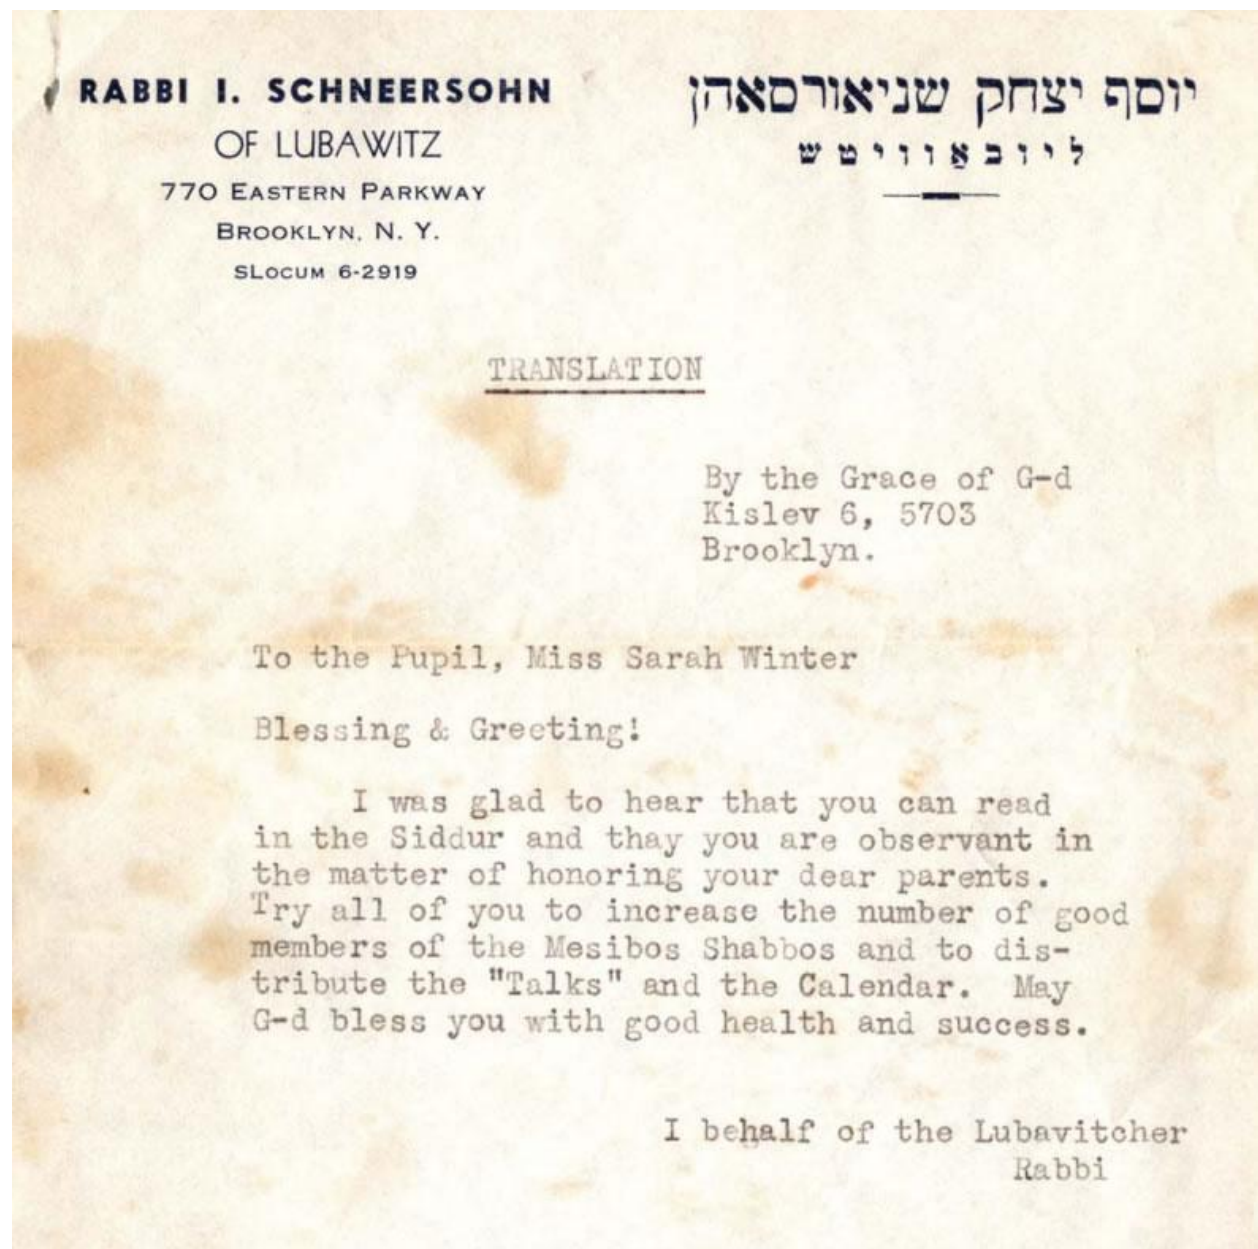 RABBI I. SCHNEERSOHN
OF LUBAWITZ
770 EASTERN PARKWAY
BROOKLYN, N. Y.
SLOCUM 6-2919
יוסף יצחק שניאורסאהן
ליובאַוויטש
TRANSLATION
By the Grace of G-d
Kislev 6, 5703
Brooklyn.
To the Pupil, Miss Sarah Winter
Blessing & Greeting!
I was glad to hear that you can read
in the Siddur and thay you are observant in
the matter of honoring your dear parents.
Try all of you to increase the number of good
members of the Mesibos Shabbos and to dis-
tribute the "Talks" and the Calendar. May
G-d bless you with good health and success.
I behalf of the Lubavitcher
Rabbi